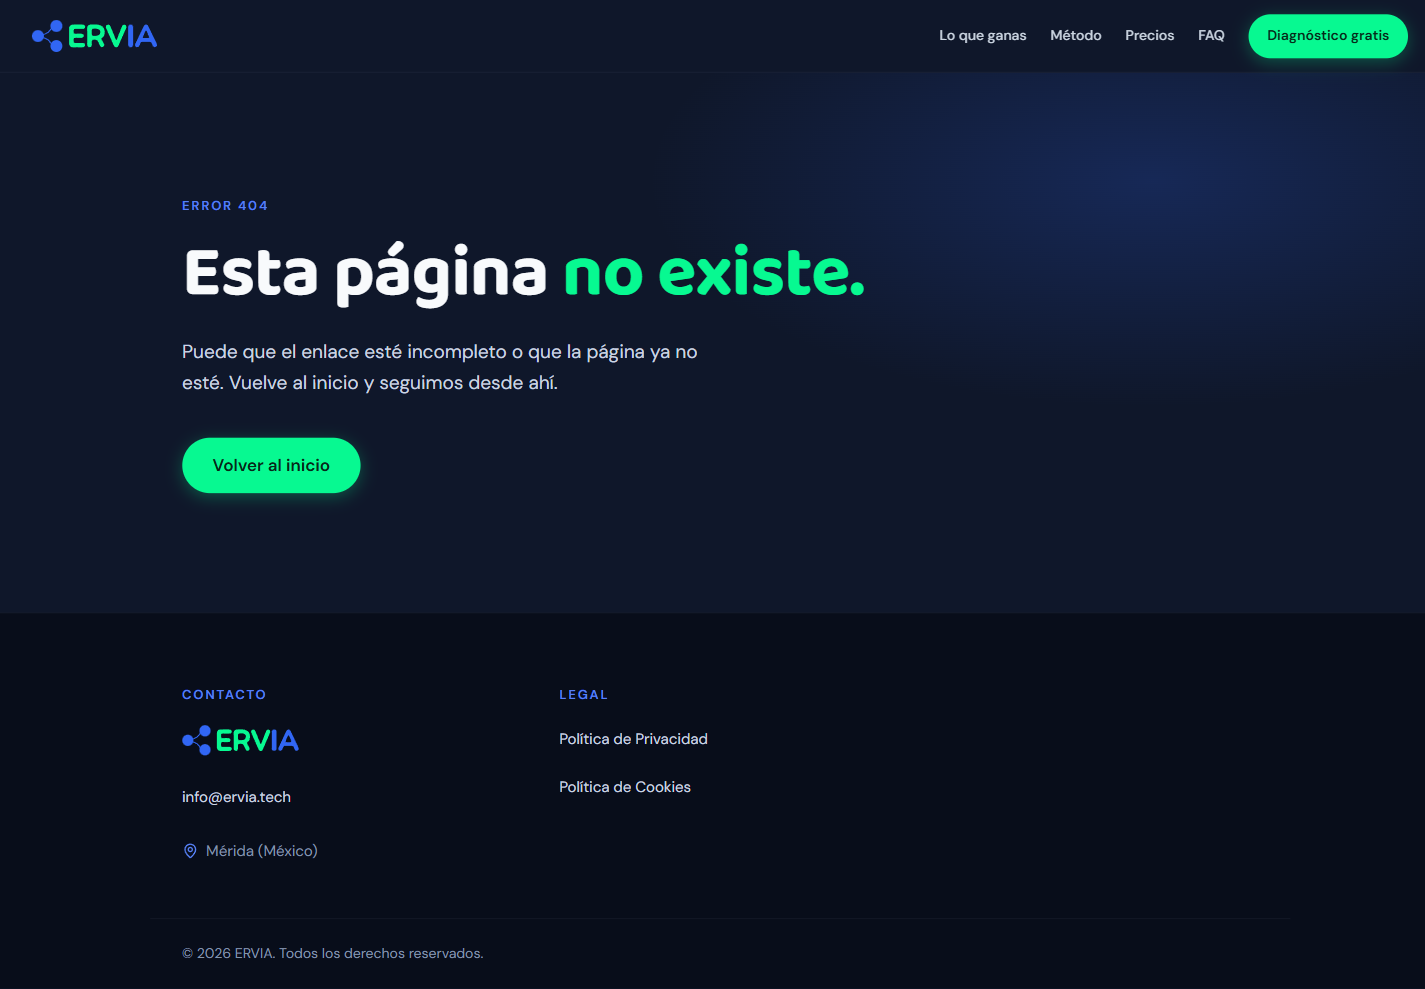 ERVIA
Lo que ganas
Método
Precios
FAQ
Diagnóstico gratis
ERROR 404
Esta página no existe.
Puede que el enlace esté incompleto o que la página ya no
esté. Vuelve al inicio y seguimos desde ahí.
Volver al inicio
CONTACTO
ERVIA
info@ervia.tech
Mérida (México)
LEGAL
Política de Privacidad
Política de Cookies
© 2026 ERVIA. Todos los derechos reservados.